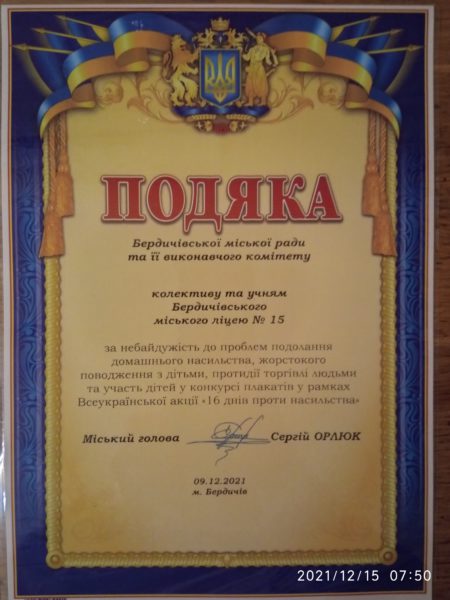 ПОДЯКА
Бердичівської міської ради
та її виконавчого комітету
колективу та учням
Бердичівського
міського ліцею № 15
за небайдужість до проблем подолання
домашнього насильства, жорстокого
поводження з дітьми, протидії торгівлі людьми
та участь дітей у конкурсі плакатів у рамках
Всеукраїнської акції «16 днів проти насильства»
Міський голова Сергій ОРЛЮК
09.12.2021
м. Бердичів
2021/12/15 07:50